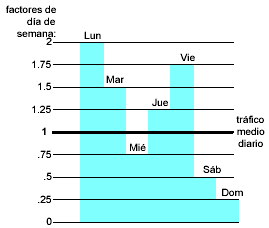 factores de
día de
semana:
2
Lun
Vie
1.75
Mar
1.5
Jue
1.25
tráfico
1
medio
diario
Mié
.75
Sáb
.5
Dom
.25
0